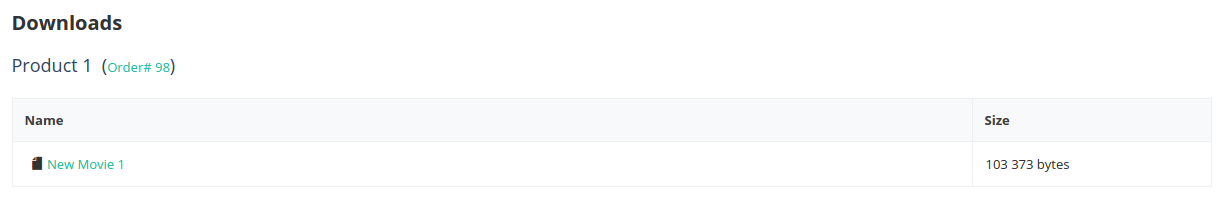 Downloads
Product 1 (Order# 98)
Name Size
New Movie 1 103 373 bytes